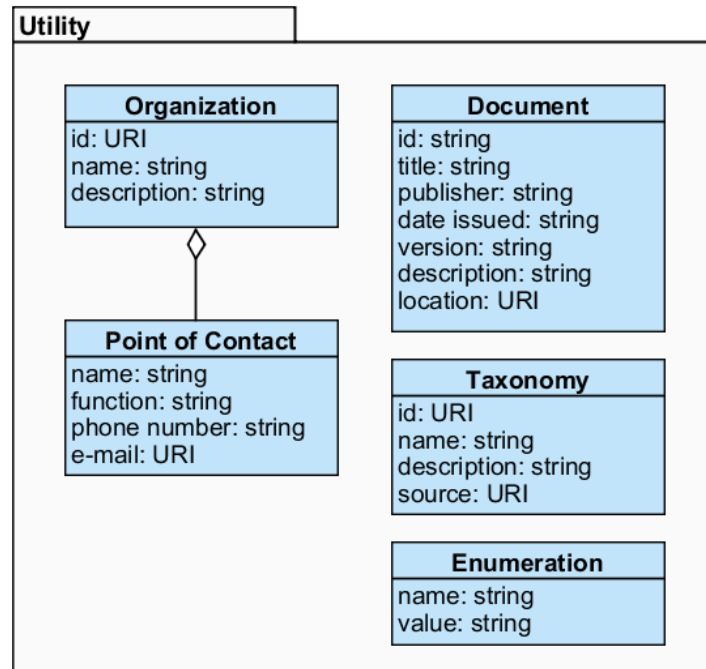 Utility
Organization
id: URI
name: string
description: string
Point of Contact
name: string
function: string
phone number: string
e-mail: URI
Document
id: string
title: string
publisher: string
date issued: string
version: string
description: string
location: URI
Taxonomy
id: URI
name: string
description: string
source: URI
Enumeration
name: string
value: string